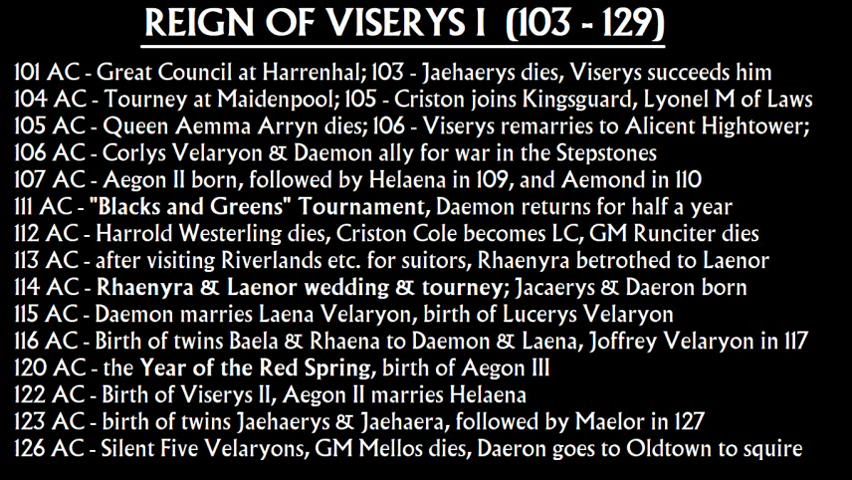 REIGN OF VISERYS I (103 - 129)
101 AC - Great Council at Harrenhal; 103 - Jaehaerys dies, Viserys succeeds him
104 AC - Tourney at Maidenpool; 105 - Criston joins Kingsguard, Lyonel M of Laws
105 AC - Queen Aemma Arryn dies; 106 - Viserys remarries to Alicent Hightower;
106 AC - Corlys Velaryon & Daemon ally for war in the Stepstones
107 AC - Aegon II born, followed by Helaena in 109, and Aemond in 110
111 AC - "Blacks and Greens" Tournament, Daemon returns for half a year
112 AC - Harrold Westerling dies, Criston Cole becomes LC, GM Runciter dies
113 AC - after visiting Riverlands etc. for suitors, Rhaenyra betrothed to Laenor
114 AC - Rhaenyra & Laenor wedding & tourney; Jacaerys & Daeron born
115 AC - Daemon marries Laena Velaryon, birth of Lucerys Velaryon
116 AC - Birth of twins Baela & Rhaena to Daemon & Laena, Joffrey Velaryon in 117
120 AC - the Year of the Red Spring, birth of Aegon III
122 AC - Birth of Viserys II, Aegon II marries Helaena
123 AC - birth of twins Jaehaerys & Jaehaera, followed by Maelor in 127
126 AC - Silent Five Velaryons, GM Mellos dies, Daeron goes to Oldtown to squire